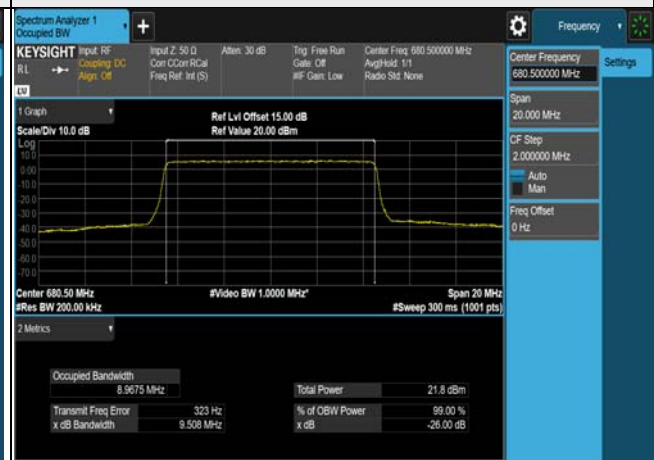 Spectrum Analyzer 1
Occupied BW
+
Frequency
KEYSIGHT Input: RF
RL
Coupling: DC
Align: Off
LV
Input Z: 50 Ω
Corr CCorr RCal
Freq Ref: Int (S)
Atten: 30 dB
Trig: Free Run
Gate: Off
#IF Gain: Low
Center Freq: 680.500000 MHz
Avg|Hold: 1/1
Radio Std: None
Center Frequency
680.500000 MHz
Settings
Span
20.000 MHz
CF Step
2.000000 MHz
Auto
Man
Freq Offset
0 Hz
1 Graph
Scale/Div 10.0 dB
Ref Lvl Offset 15.00 dB
Ref Value 20.00 dBm
Log
10.0
0.00
-10.0
-20.0
-30.0
-40.0
-50.0
-60.0
-70.0
Center 680.50 MHz
#Res BW 200.00 kHz
#Video BW 1.0000 MHz*
Span 20 MHz
#Sweep 300 ms (1001 pts)
2 Metrics
Occupied Bandwidth
8.9675 MHz
Total Power 21.8 dBm
Transmit Freq Error 323 Hz
% of OBW Power 99.00 %
x dB Bandwidth 9.508 MHz
x dB -26.00 dB